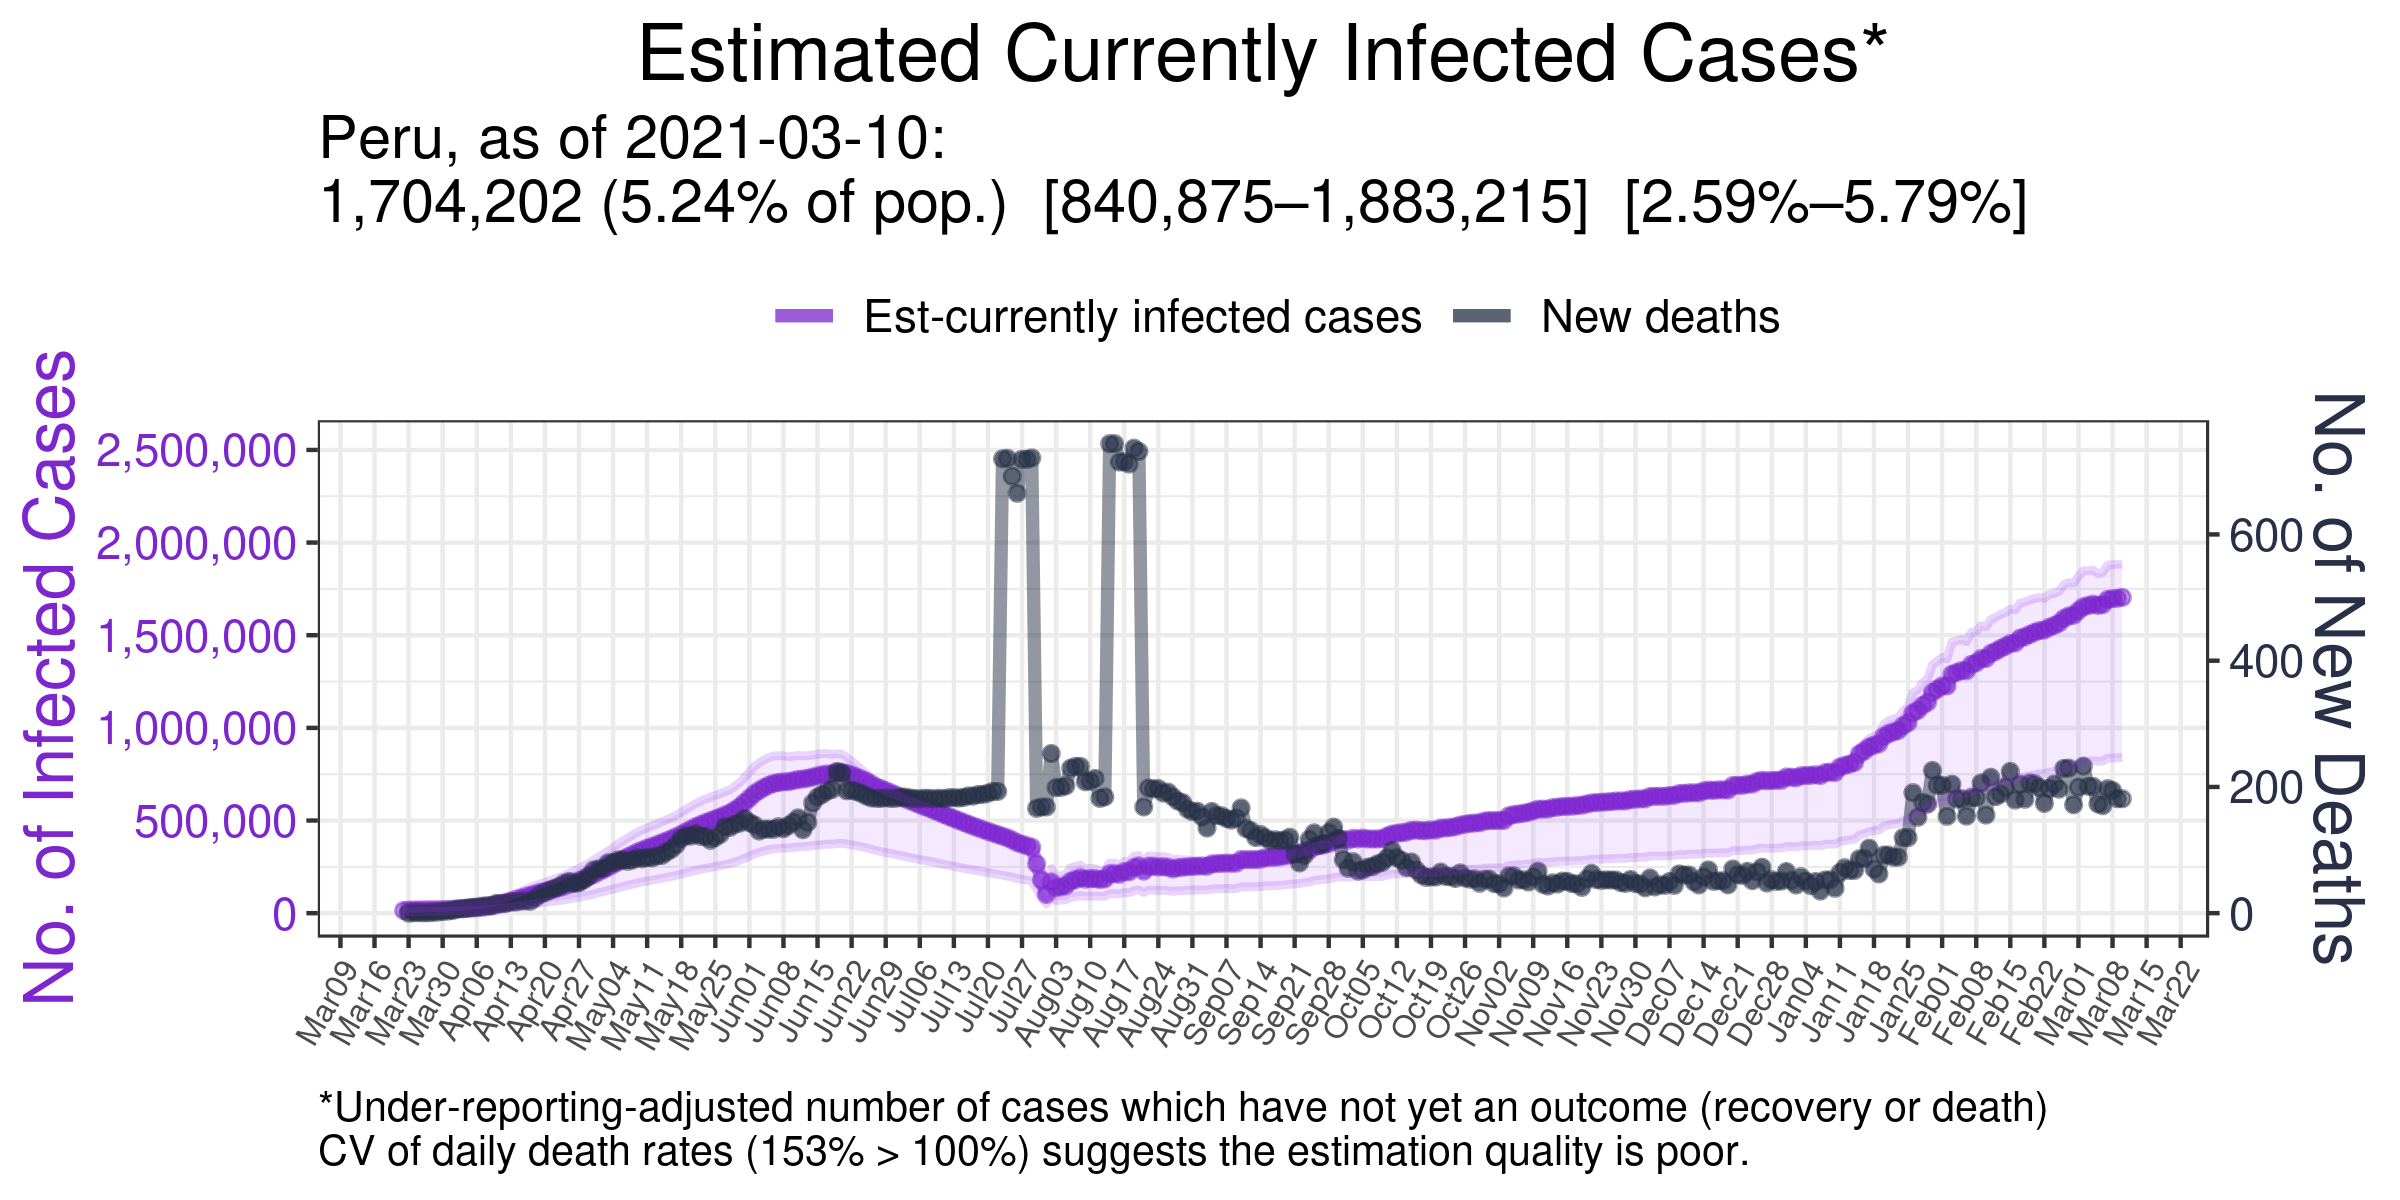 Estimated Currently Infected Cases*
Peru, as of 2021-03-10:
1,704,202 (5.24% of pop.)  [840,875–1,883,215]  [2.59%–5.79%]
Est-currently infected cases
New deaths
No. of Infected Cases
2,500,000
2,000,000
1,500,000
1,000,000
500,000
0
No. of New Deaths
600
400
200
0
Mar09
Mar16
Mar23
Mar30
Apr06
Apr13
Apr20
Apr27
May04
May11
May18
May25
Jun01
Jun08
Jun15
Jun22
Jun29
Jul06
Jul13
Jul20
Jul27
Aug03
Aug10
Aug17
Aug24
Aug31
Sep07
Sep14
Sep21
Sep28
Oct05
Oct12
Oct19
Oct26
Nov02
Nov09
Nov16
Nov23
Nov30
Dec07
Dec14
Dec21
Dec28
Jan04
Jan11
Jan18
Jan25
Feb01
Feb08
Feb15
Feb22
Mar01
Mar08
Mar15
Mar22
*Under-reporting-adjusted number of cases which have not yet an outcome (recovery or death)
CV of daily death rates (153% > 100%) suggests the estimation quality is poor.